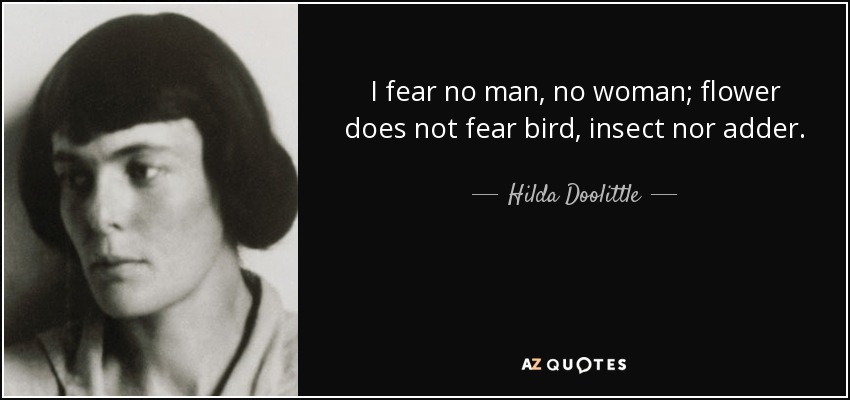 I fear no man, no woman; flower
does not fear bird, insect nor adder.
Hilda Doolittle
AZ QUOTES